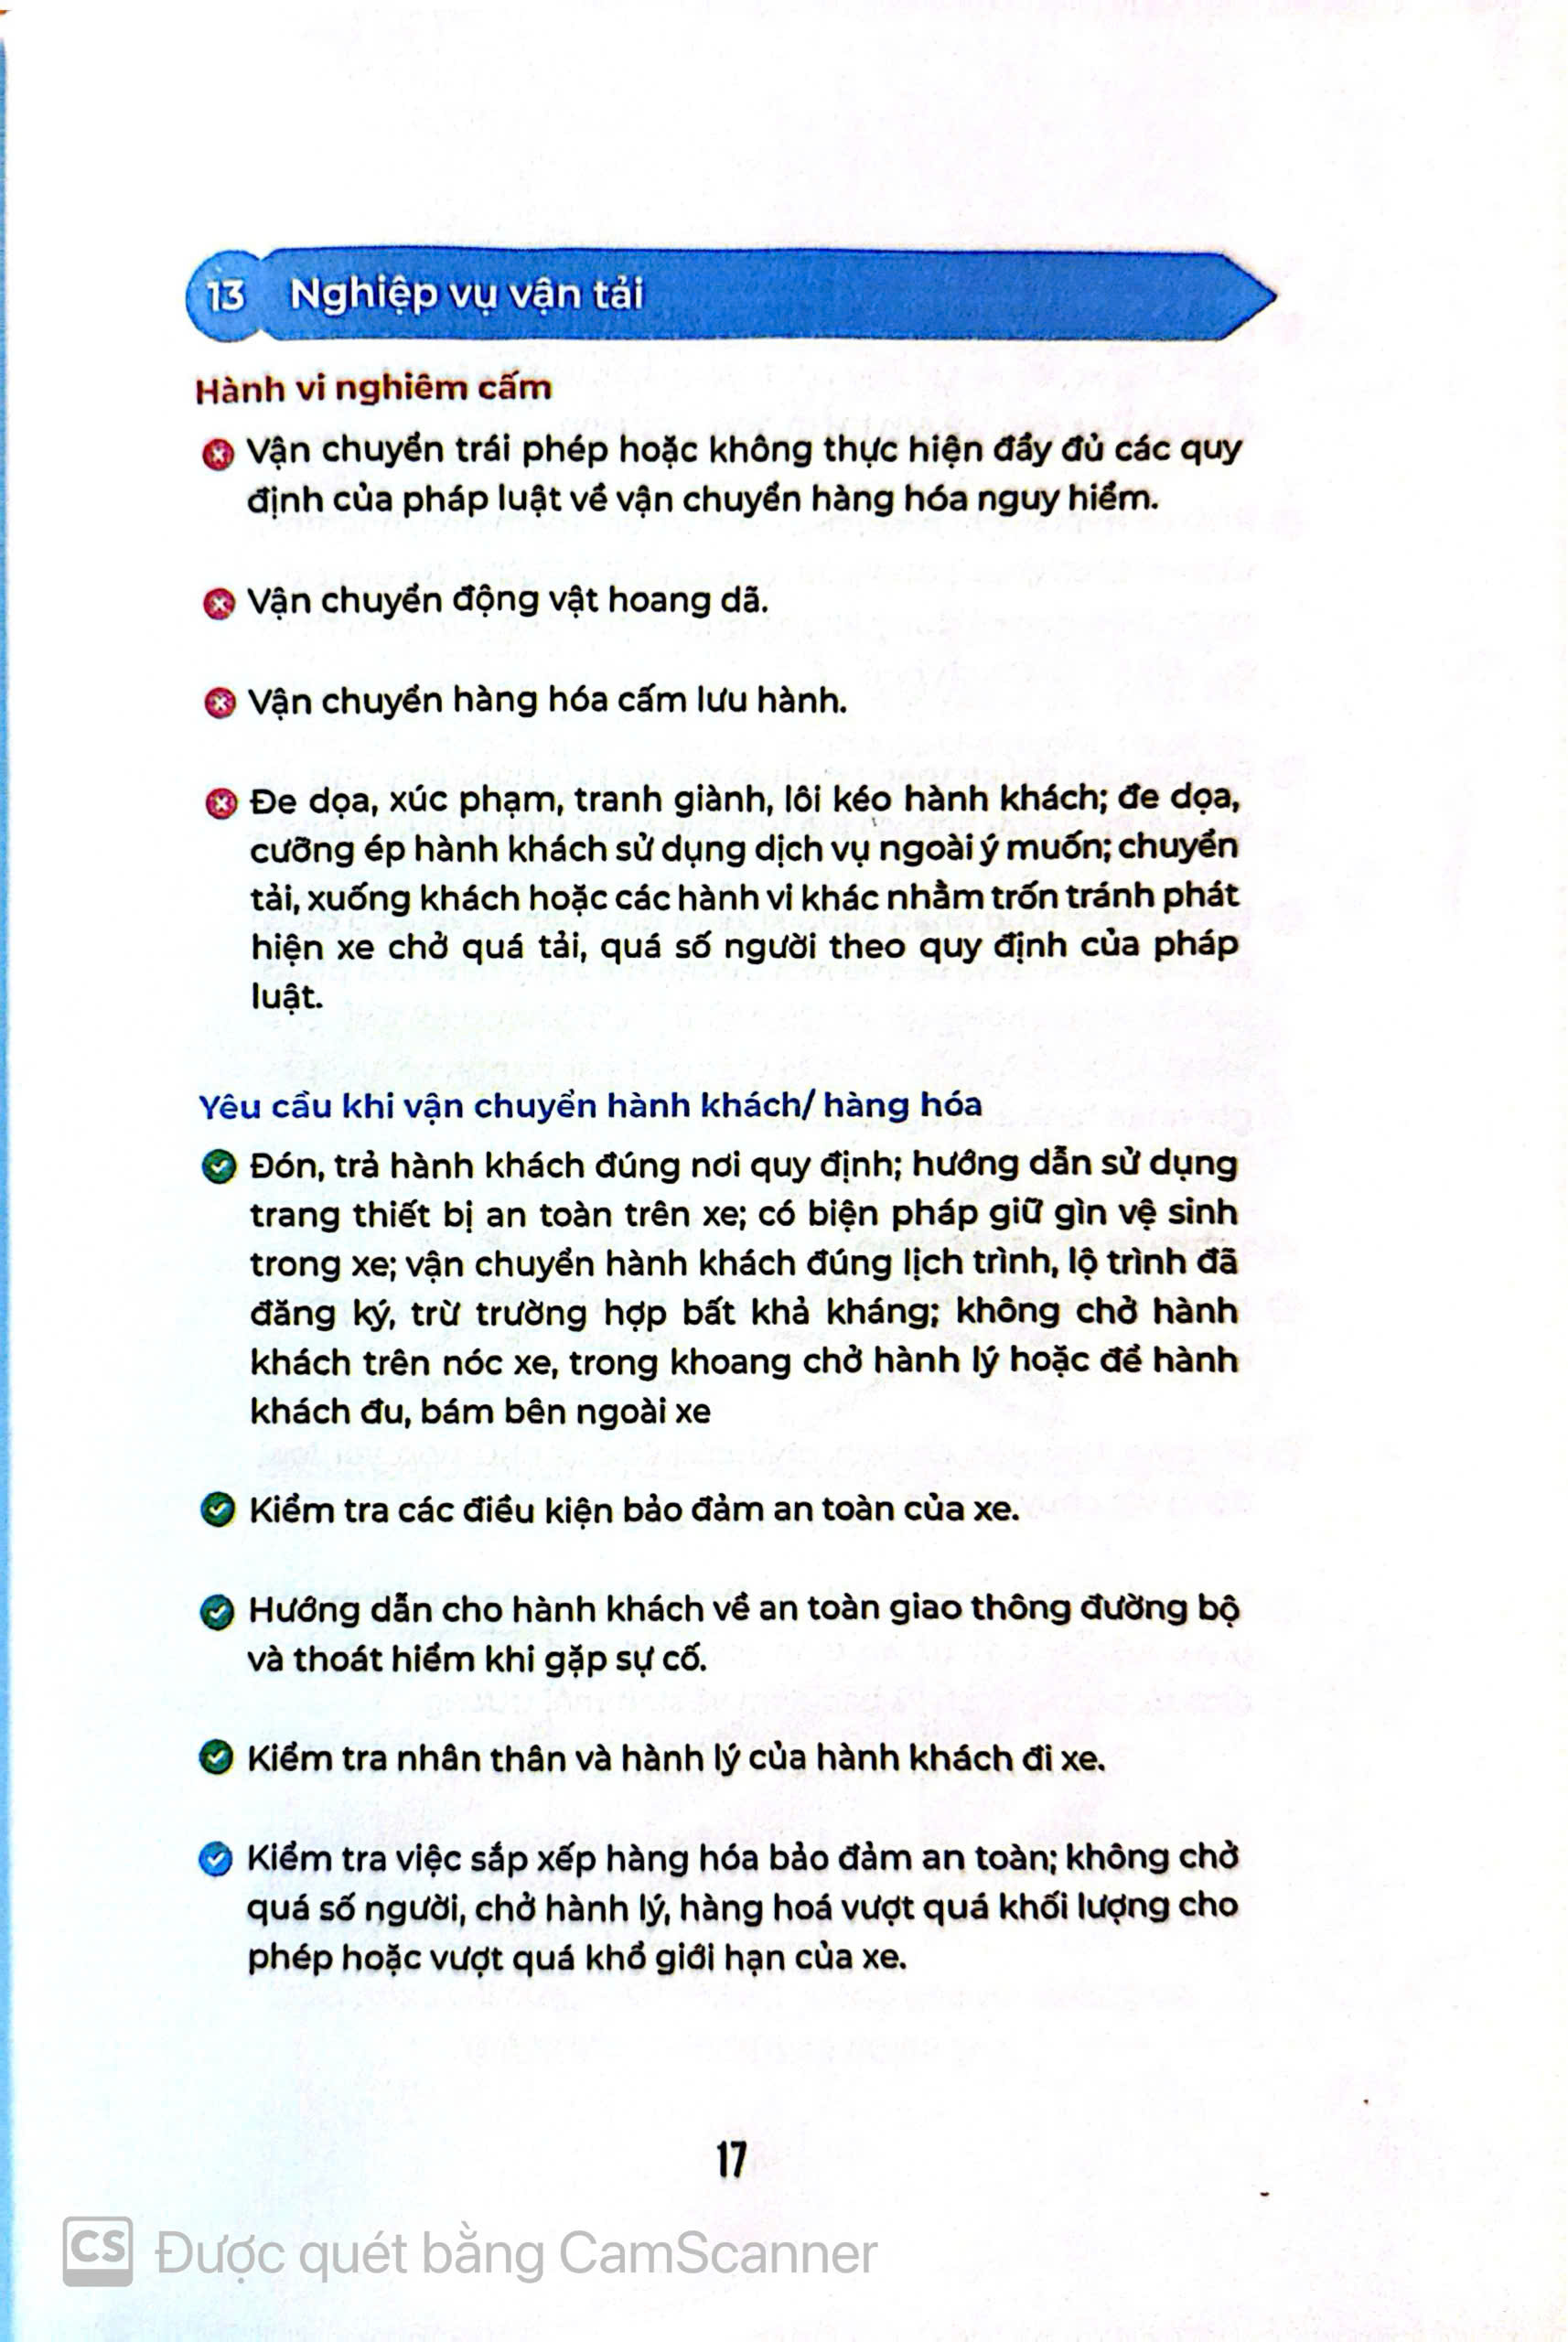 13 Nghiệp vụ vận tải
Hành vi nghiêm cấm
Vận chuyển trái phép hoặc không thực hiện đầy đủ các quy
định của pháp luật về vận chuyển hàng hóa nguy hiểm.
Vận chuyển động vật hoang dã.
Vận chuyển hàng hóa cấm lưu hành.
Đe dọa, xúc phạm, tranh giành, lôi kéo hành khách; đe dọa,
cưỡng ép hành khách sử dụng dịch vụ ngoài ý muốn; chuyển
tải, xuống khách hoặc các hành vi khác nhằm trốn tránh phát
hiện xe chở quá tải, quá số người theo quy định của pháp
luật.
Yêu cầu khi vận chuyển hành khách/ hàng hóa
Đón, trả hành khách đúng nơi quy định; hướng dẫn sử dụng
trang thiết bị an toàn trên xe; có biện pháp giữ gìn vệ sinh
trong xe; vận chuyển hành khách đúng lịch trình, lộ trình đã
đăng ký, trừ trường hợp bất khả kháng; không chở hành
khách trên nóc xe, trong khoang chở hành lý hoặc để hành
khách đu, bám bên ngoài xe
Kiểm tra các điều kiện bảo đảm an toàn của xe.
Hướng dẫn cho hành khách về an toàn giao thông đường bộ
và thoát hiểm khi gặp sự cố.
Kiểm tra nhân thân và hành lý của hành khách đi xe.
Kiểm tra việc sắp xếp hàng hóa bảo đảm an toàn; không chở
quá số người, chở hành lý, hàng hoá vượt quá khối lượng cho
phép hoặc vượt quá khổ giới hạn của xe.
17
CS Được quét bằng CamScanner